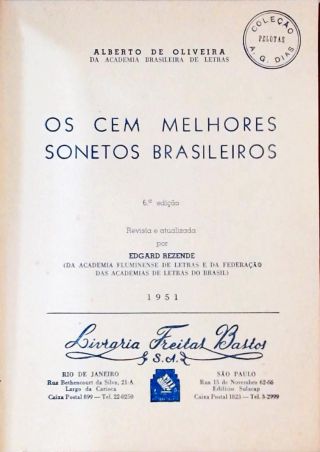 COLEÇÃO
PELOTAS
A. G. DIAS
ALBERTO DE OLIVEIRA
DA ACADEMIA BRASILEIRA DE LETRAS
OS CEM MELHORES
SONETOS BRASILEIROS
6.ª edição
Revista e atualizada
por
EDGARD REZENDE
(DA ACADEMIA FLUMINENSE DE LETRAS E DA FEDERAÇÃO
DAS ACADEMIAS DE LETRAS DO BRASIL)
1951
Livraria Freitas Bastos
S.A.
RIO DE JANEIRO
Rua Bethencourt da Silva, 21-A
Largo da Carioca
Caixa Postal 899 — Tel. 22-0250
SÃO PAULO
Rua 15 de Novembro 62-66
Edifício Sulacap
Caixa Postal 1823 — Tel. 3-2999